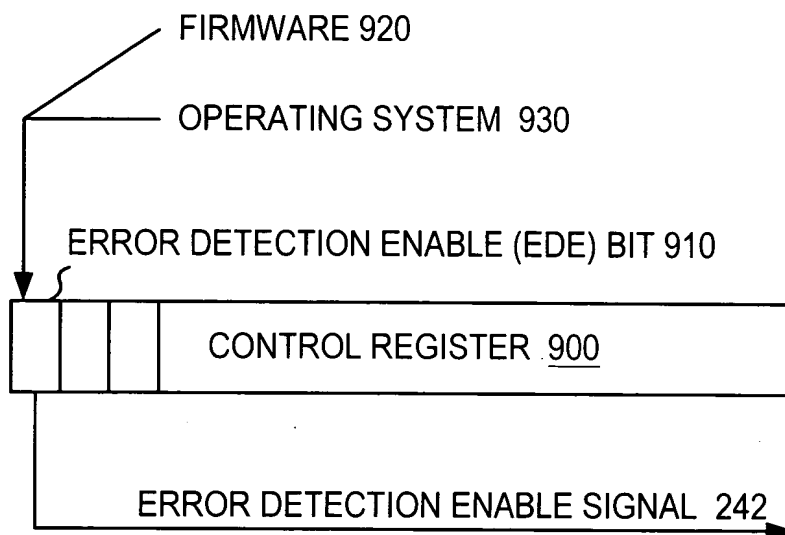 FIRMWARE 920
OPERATING SYSTEM 930
ERROR DETECTION ENABLE (EDE) BIT 910
CONTROL REGISTER 900
ERROR DETECTION ENABLE SIGNAL 242